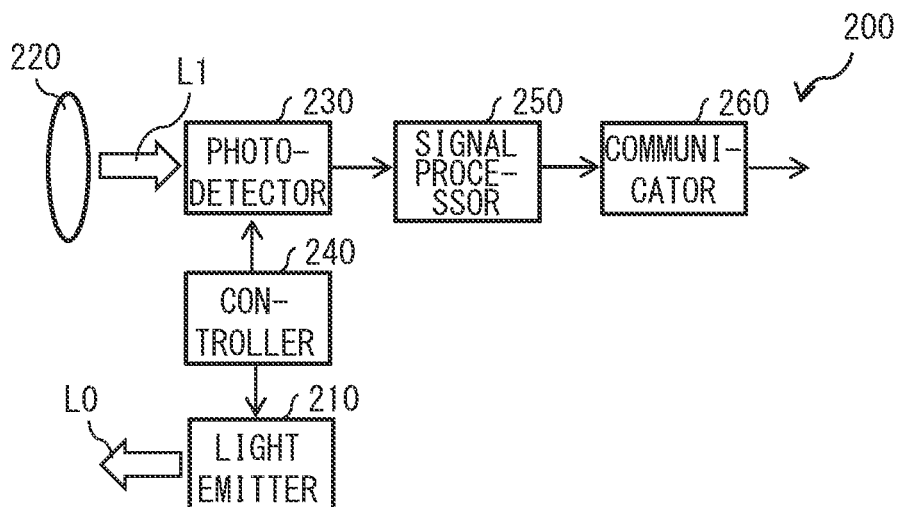 200
220
L1
230
250
260
PHOTO-
DETECTOR
SIGNAL
PROCE-
SSOR
COMMUNI-
CATOR
240
CON-
TROLLER
L0
210
LIGHT
EMITTER